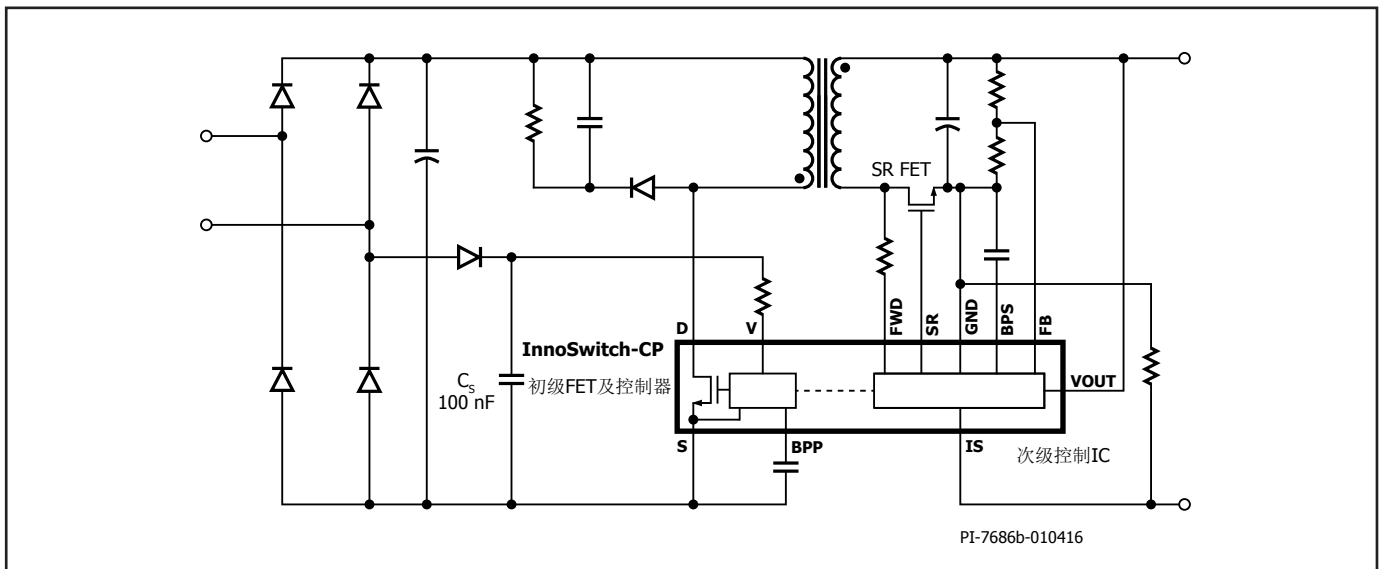 SR FET
FWD
SR
GND
BPS
FB
D
V
InnoSwitch-CP
VOUT
初级FET及控制器
C_S
100 nF
S
BPP
IS
次级控制IC
PI-7686b-010416